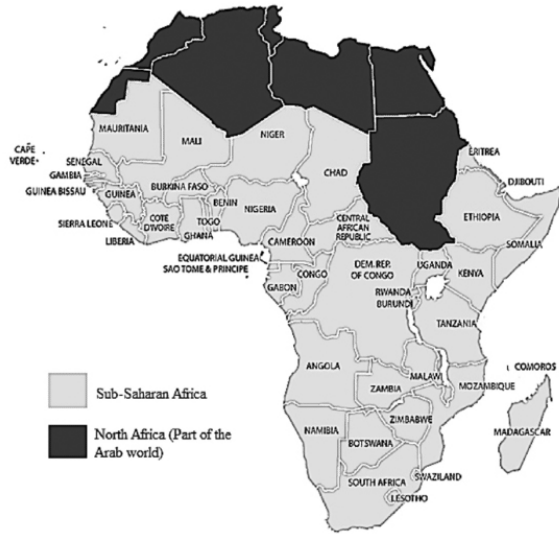 MAURITANIA
MALI
NIGER
CHAD
ERITREA
CAPE
VERDE
SENEGAL
GAMBIA
GUINEA BISSAU
GUINEA
BURKINA FASO
BENIN
NIGERIA
DJIBOUTI
ETHIOPIA
SOMALIA
SIERRA LEONE
COTE
D'IVORE
TOGO
GHANA
LIBERIA
CENTRAL
AFRICAN
REPUBLIC
CAMEROON
EQUATORIAL GUINEA
SAO TOME & PRINCIPE
GABON
CONGO
DEM. REP.
OF CONGO
UGANDA
KENYA
RWANDA
BURUNDI
TANZANIA
COMOROS
ANGOLA
MALAWI
ZAMBIA
MOZAMBIQUE
ZIMBABWE
MADAGASCAR
NAMIBIA
BOTSWANA
SWAZILAND
SOUTH AFRICA
LESOTHO
Sub-Saharan Africa
North Africa (Part of the
Arab world)